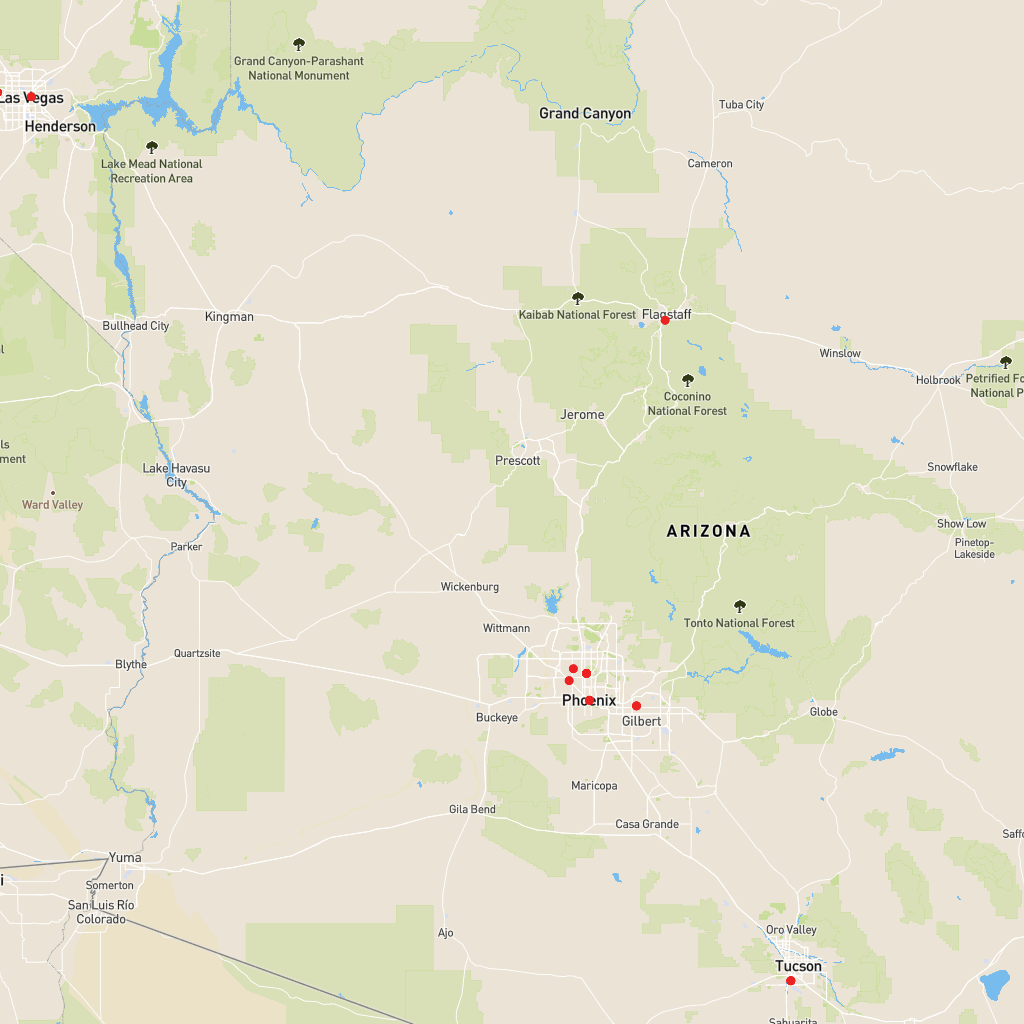 Grand Canyon-Parashant
National Monument
Las Vegas
Henderson
Grand Canyon
Tuba City
Lake Mead National
Recreation Area
Cameron
Kaibab National Forest
Flagstaff
Kingman
Bullhead City
Winslow
Holbrook
Petrified Fo
National P
Coconino
National Forest
Jerome
ls
ment
Prescott
Lake Havasu
City
Snowflake
Ward Valley
ARIZONA
Show Low
Pinetop-
Lakeside
Parker
Wickenburg
Tonto National Forest
Wittmann
Quartzsite
Blythe
Phoenix
Buckeye
Gilbert
Globe
Maricopa
Gila Bend
Casa Grande
Saffo
Yuma
i
Somerton
San Luis Río
Colorado
Ajo
Oro Valley
Tucson
Sahuarita